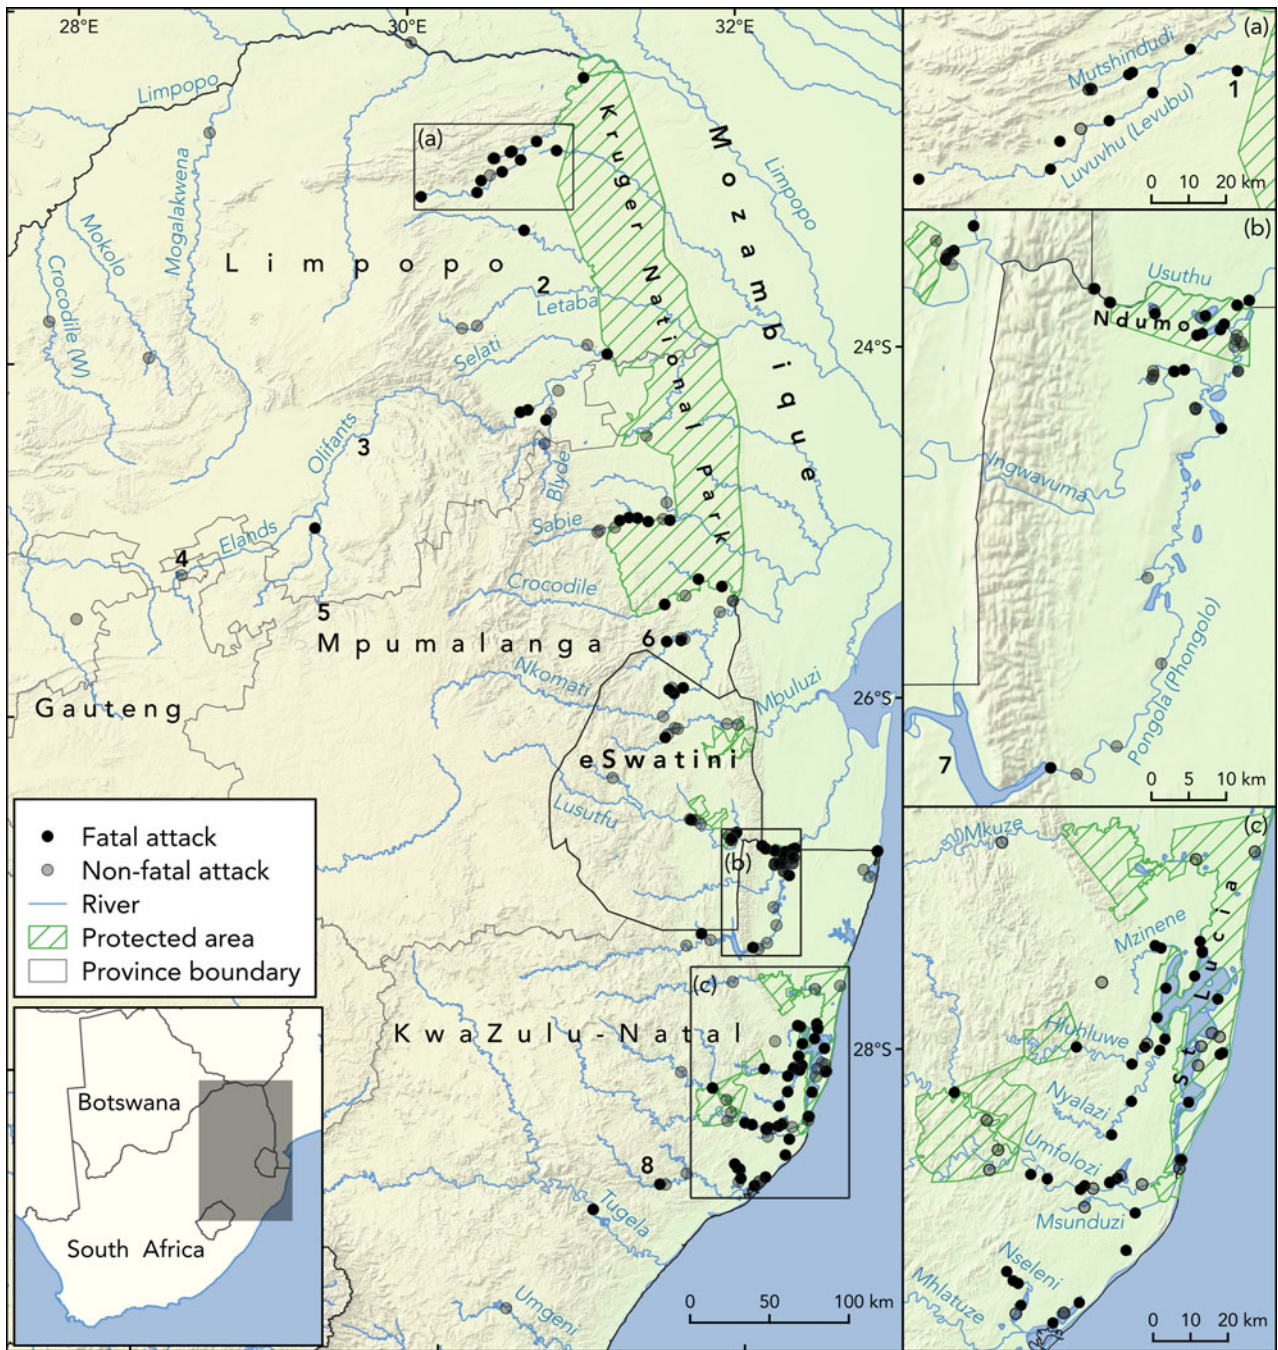 28°E
30°E
32°E
Limpopo
Mogalakwena
Mokolo
Crocodile (W)
(a)
Kruger National Park
Mozambique
Limpopo
Limpopo
2
Letaba
Selati
24°S
Olifants
3
Blyde
Sabie
Elands
4
5
Crocodile
Mpumalanga
6
Nkomati
Mbuluzi
26°S
Gauteng
eSwatini
Lusutfu
(b)
(c)
KwaZulu-Natal
28°S
8
Tugela
Umgeni
0 50 100 km
Fatal attack
Non-fatal attack
River
Protected area
Province boundary
Botswana
South Africa
(a)
Mutshindudi
1
Luvuvhu (Levubu)
0 10 20 km
(b)
Usuthu
Ndumo
Ingwavuma
Pongola (Phongolo)
7
0 5 10 km
(c)
Mkuze
Mzinene
St Lucia
Hluhluwe
Nyalazi
Umfolozi
Msunduzi
Nseleni
Mhlatuze
0 10 20 km